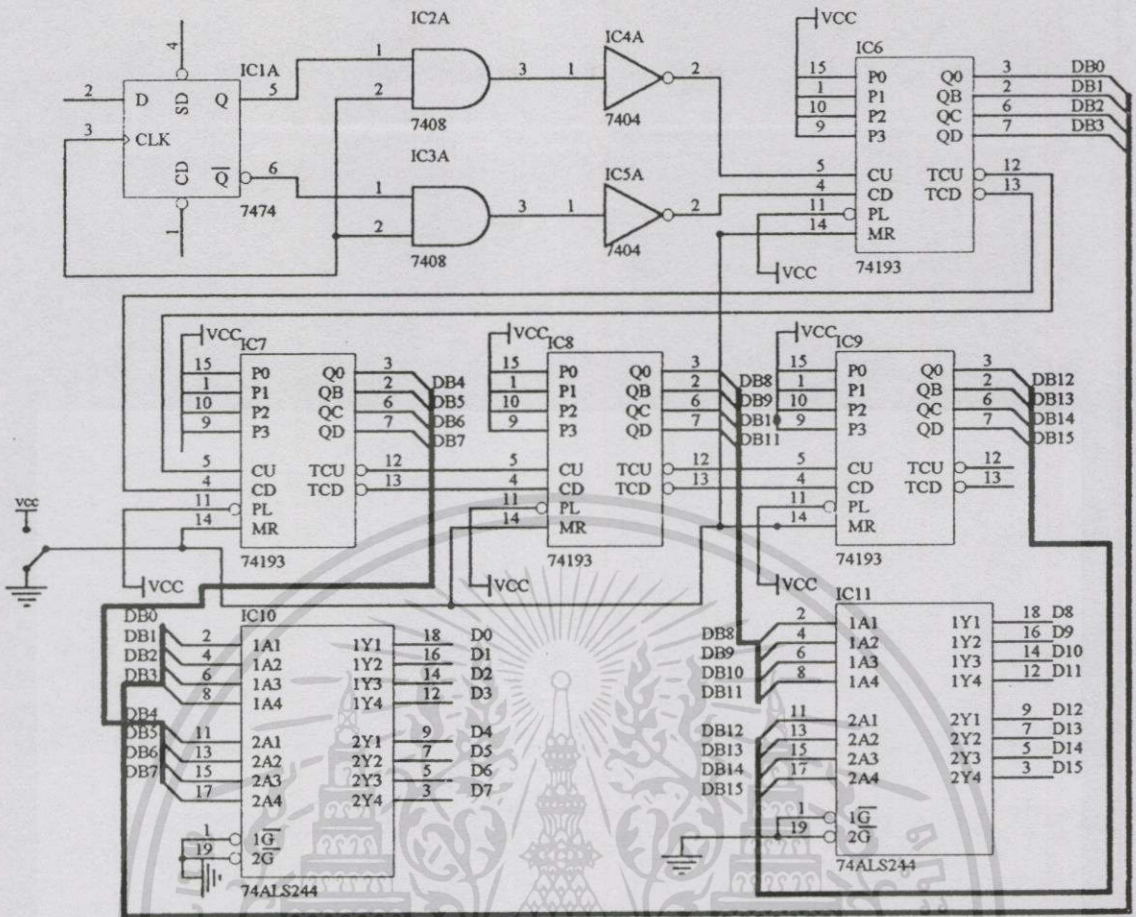 IC1A
4
2 D SD Q 5
3 CLK
CD Q̅ 6
1
7474
IC2A
1
2
3
7408
IC3A
1
2
3
7408
IC4A
1 2
7404
IC5A
1 2
7404
VCC
IC6
15 P0 Q0 3 DB0
1 P1 QB 2 DB1
10 P2 QC 6 DB2
9 P3 QD 7 DB3
5 CU TCU 12
4 CD TCD 13
11 PL
14 MR
74193
VCC
VCC
IC7
15 P0 Q0 3
1 P1 QB 2 DB4
10 P2 QC 6 DB5
9 P3 QD 7 DB6
DB7
5 CU TCU 12
4 CD TCD 13
11 PL
14 MR
74193
VCC
VCC
IC8
15 P0 Q0 3
1 P1 QB 2 DB8
10 P2 QC 6 DB9
9 P3 QD 7 DB10
DB11
5 CU TCU 12
4 CD TCD 13
11 PL
14 MR
74193
VCC
VCC
IC9
15 P0 Q0 3
1 P1 QB 2 DB12
10 P2 QC 6 DB13
9 P3 QD 7 DB14
DB15
5 CU TCU 12
4 CD TCD 13
11 PL
14 MR
74193
VCC
vcc
IC10
DB0
DB1 2 1A1 1Y1 18 D0
DB2 4 1A2 1Y2 16 D1
DB3 6 1A3 1Y3 14 D2
8 1A4 1Y4 12 D3
DB4
DB5 11 2A1 2Y1 9 D4
DB6 13 2A2 2Y2 7 D5
DB7 15 2A3 2Y3 5 D6
17 2A4 2Y4 3 D7
1 1G̅
19 2G̅
74ALS244
IC11
2 1A1 1Y1 18 D8
DB8 4 1A2 1Y2 16 D9
DB9 6 1A3 1Y3 14 D10
DB10 8 1A4 1Y4 12 D11
DB11
11 2A1 2Y1 9 D12
DB12 13 2A2 2Y2 7 D13
DB13 15 2A3 2Y3 5 D14
DB14 17 2A4 2Y4 3 D15
DB15
1 1G̅
19 2G̅
74ALS244